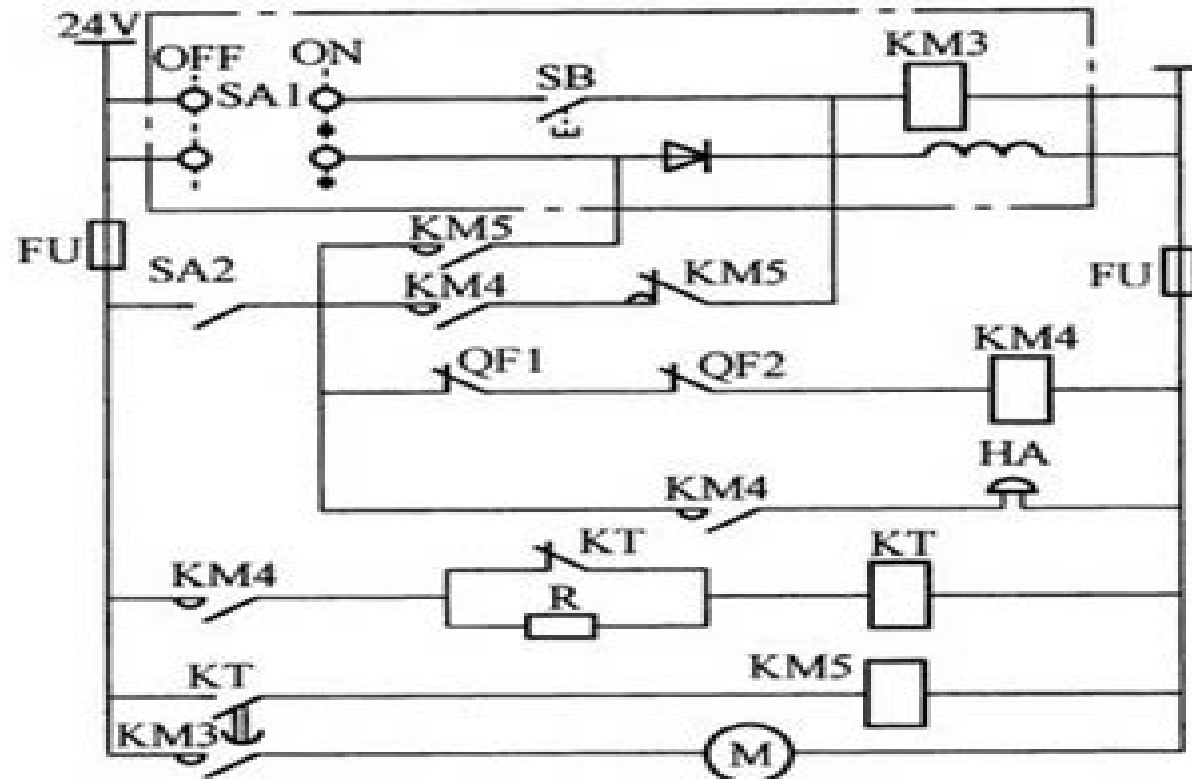 24V
OFF ON KM3
SA1 SB
KM5
FU SA2 KM4 KM5 FU
QF1 QF2 KM4
KM4 HA
KM4 KT KT
R
KT KM5
KM3 M